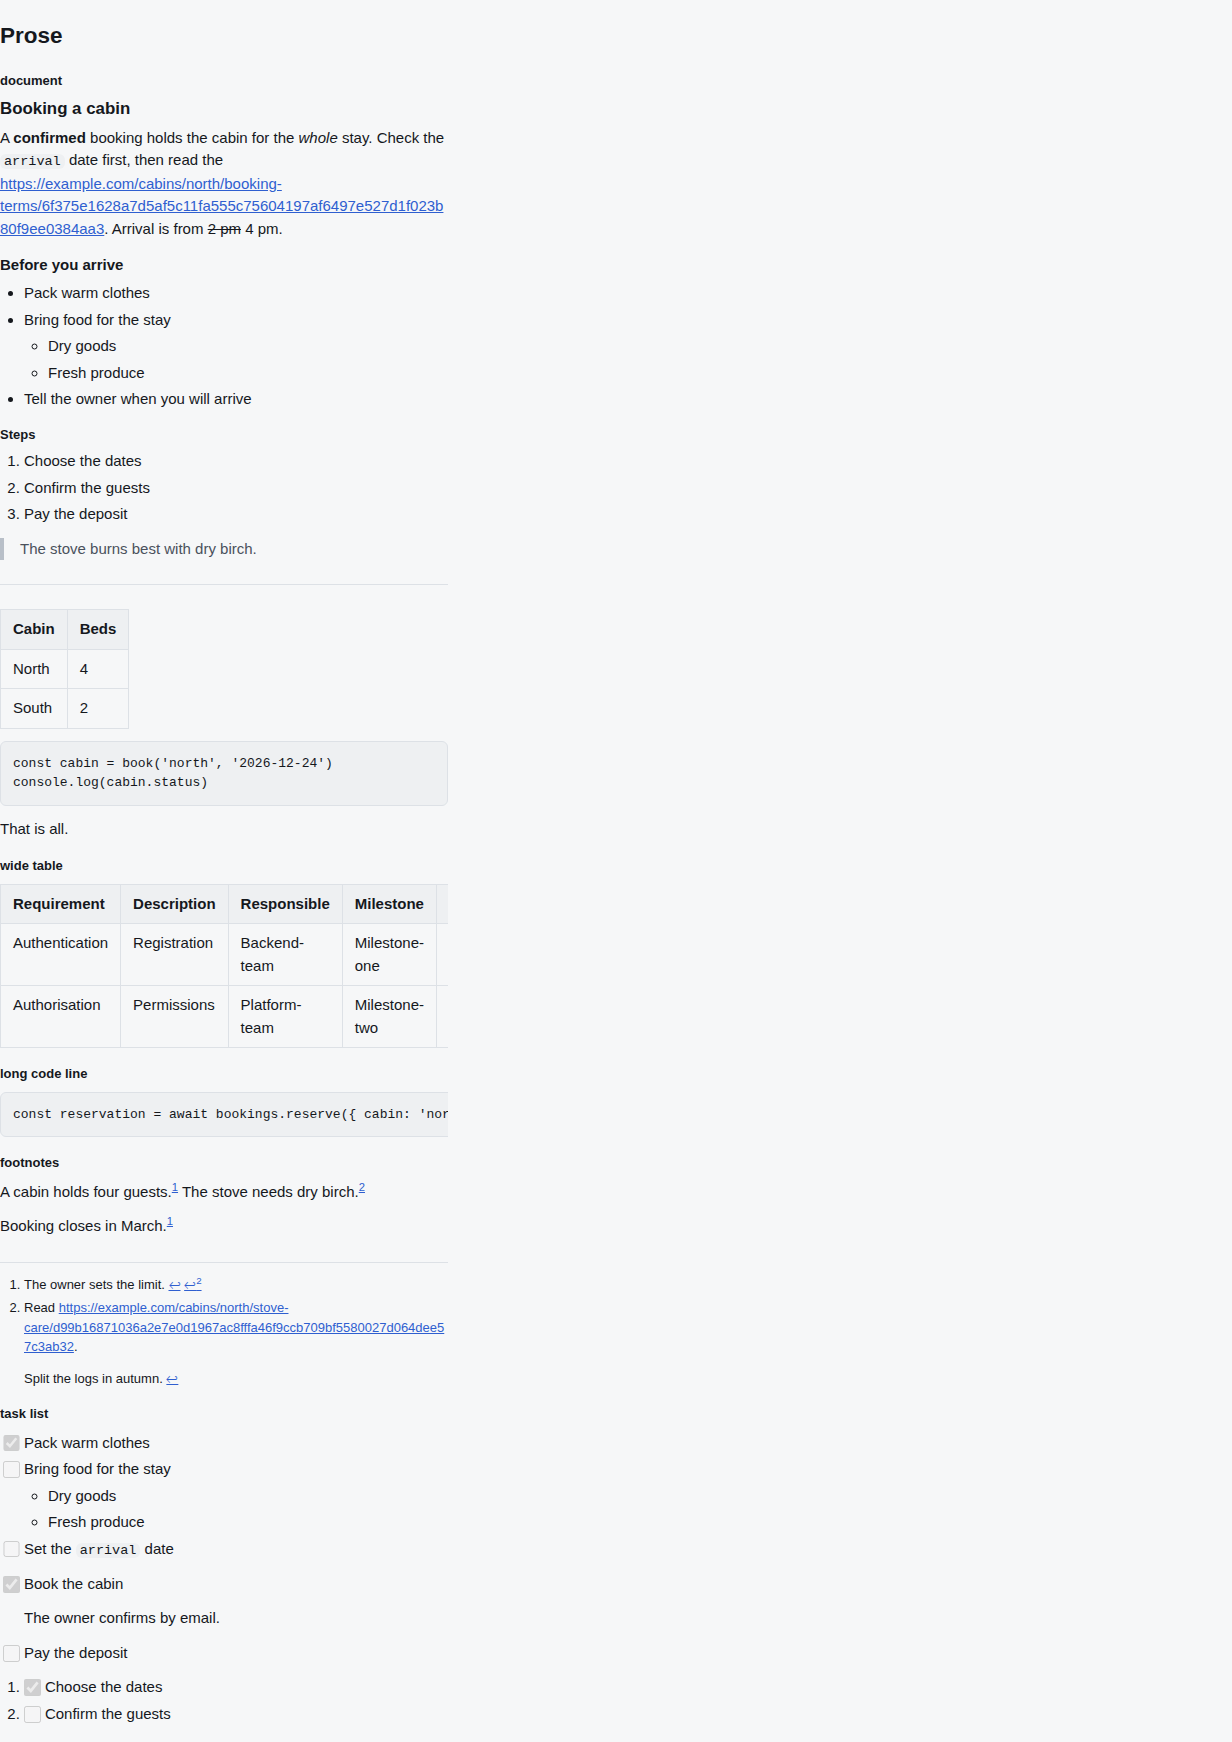 Prose
document
Booking a cabin
A confirmed booking holds the cabin for the whole stay. Check the
arrival date first, then read the
https://example.com/cabins/north/booking-
terms/6f375e1628a7d5af5c11fa555c75604197af6497e527d1f023b
80f9ee0384aa3. Arrival is from 2 pm 4 pm.
Before you arrive
• Pack warm clothes
• Bring food for the stay
◦ Dry goods
◦ Fresh produce
• Tell the owner when you will arrive
Steps
1. Choose the dates
2. Confirm the guests
3. Pay the deposit
The stove burns best with dry birch.
Cabin Beds
North 4
South 2
const cabin = book('north', '2026-12-24')
console.log(cabin.status)
That is all.
wide table
Requirement Description Responsible Milestone
Authentication Registration Backend- Milestone-
team one
Authorisation Permissions Platform- Milestone-
team two
long code line
const reservation = await bookings.reserve({ cabin: 'nor
footnotes
A cabin holds four guests.1 The stove needs dry birch.2
Booking closes in March.1
1. The owner sets the limit. ↩ ↩2
2. Read https://example.com/cabins/north/stove-
care/d99b16871036a2e7e0d1967ac8fffa46f9ccb709bf5580027d064dee5
7c3ab32.
Split the logs in autumn. ↩
task list
Pack warm clothes
Bring food for the stay
◦ Dry goods
◦ Fresh produce
Set the arrival date
Book the cabin
The owner confirms by email.
Pay the deposit
1. Choose the dates
2. Confirm the guests